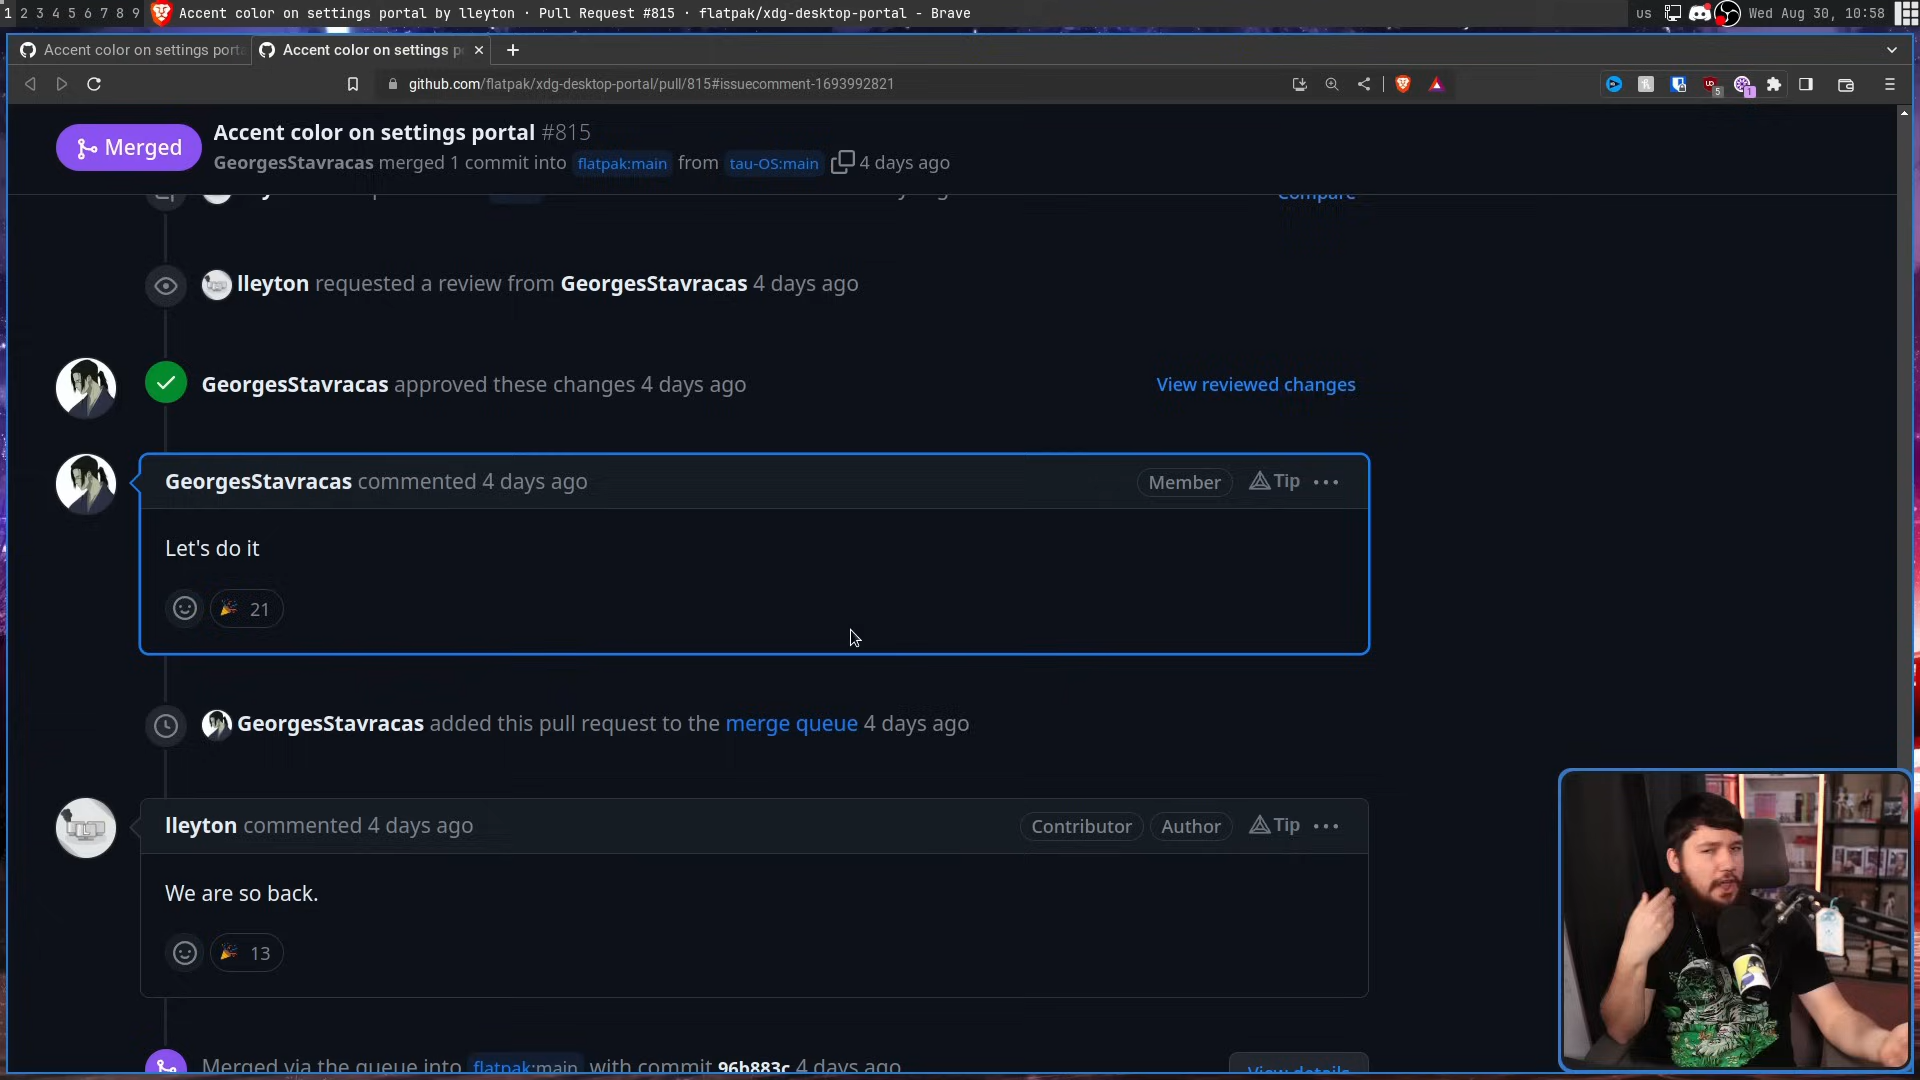 1 2 3 4 5 6 7 8 9 Accent color on settings portal by lleyton · Pull Request #815 · flatpak/xdg-desktop-portal - Brave
us Wed Aug 30, 10:58
Accent color on settings port
Accent color on settings p
github.com/flatpak/xdg-desktop-portal/pull/815#issuecomment-1693992821
5
1
Merged
Accent color on settings portal #815
GeorgesStavracas merged 1 commit into flatpak:main from tau-OS:main 4 days ago
Compare
lleyton requested a review from GeorgesStavracas 4 days ago
GeorgesStavracas approved these changes 4 days ago
View reviewed changes
GeorgesStavracas commented 4 days ago
Member Tip
Let's do it
21
GeorgesStavracas added this pull request to the merge queue 4 days ago
lleyton commented 4 days ago
Contributor Author Tip
We are so back.
13
Merged via the queue into flatpak:main with commit 96b883c 4 days ago
View details